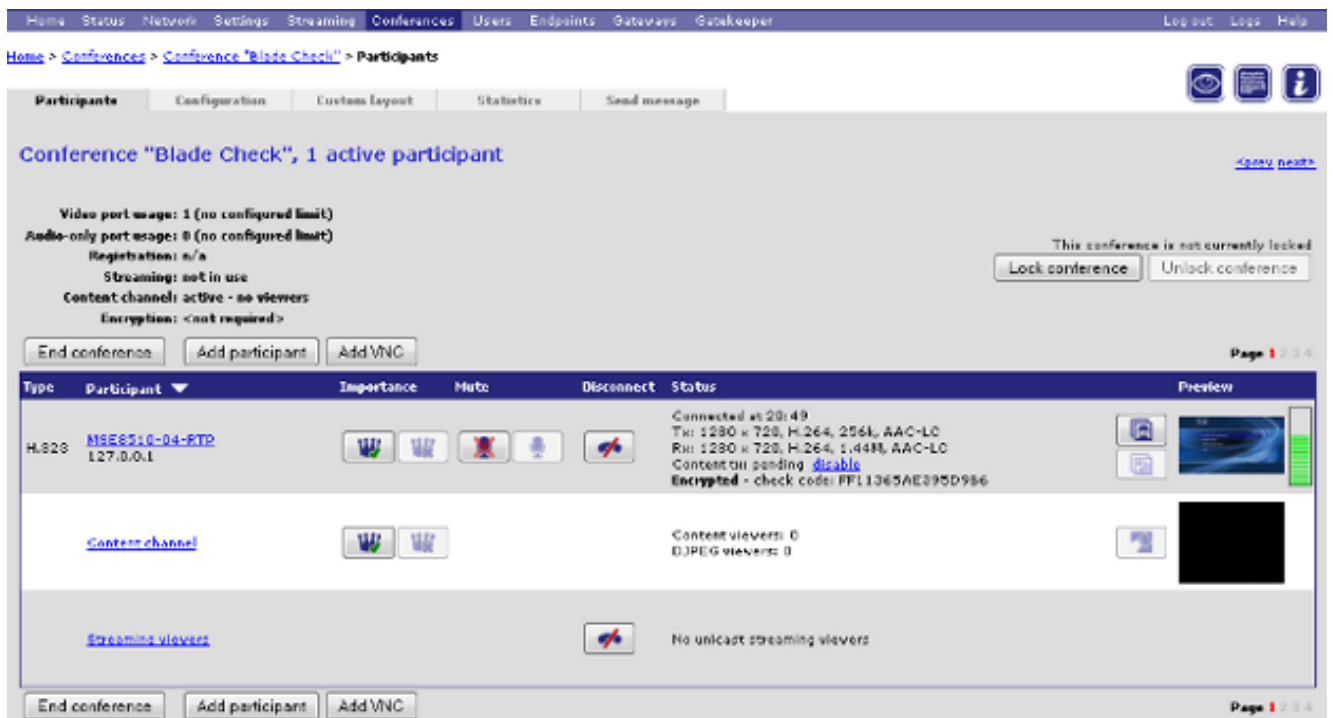 Home Status Network Settings Streaming Conferences Users Endpoints Gateways Gatekeeper Log out Logs Help
Home > Conferences > Conference "Blade Check" > Participants
Participants Configuration Custom layout Statistics Send message
Conference "Blade Check", 1 active participant
<prev next>
Video port usage: 1 (no configured limit)
Audio-only port usage: 0 (no configured limit)
Registration: n/a
Streaming: not in use
Content channel: active - no viewers
Encryption: <not required>
This conference is not currently locked
Lock conference Unlock conference
End conference Add participant Add VNC Page 1 2 3 4
Type Participant Importance Mute Disconnect Status Preview
H.323 MSE8510-04-RTP
127.0.0.1
Connected at 20:49
Tx: 1280 x 720, H.264, 256k, AAC-LC
Rx: 1280 x 720, H.264, 1.44M, AAC-LC
Content tx: pending disable
Encrypted - check code: FF11365AE395D9B6
Content channel
Content viewers: 0
DJPEG viewers: 0
Streaming viewers No unicast streaming viewers
End conference Add participant Add VNC Page 1 2 3 4